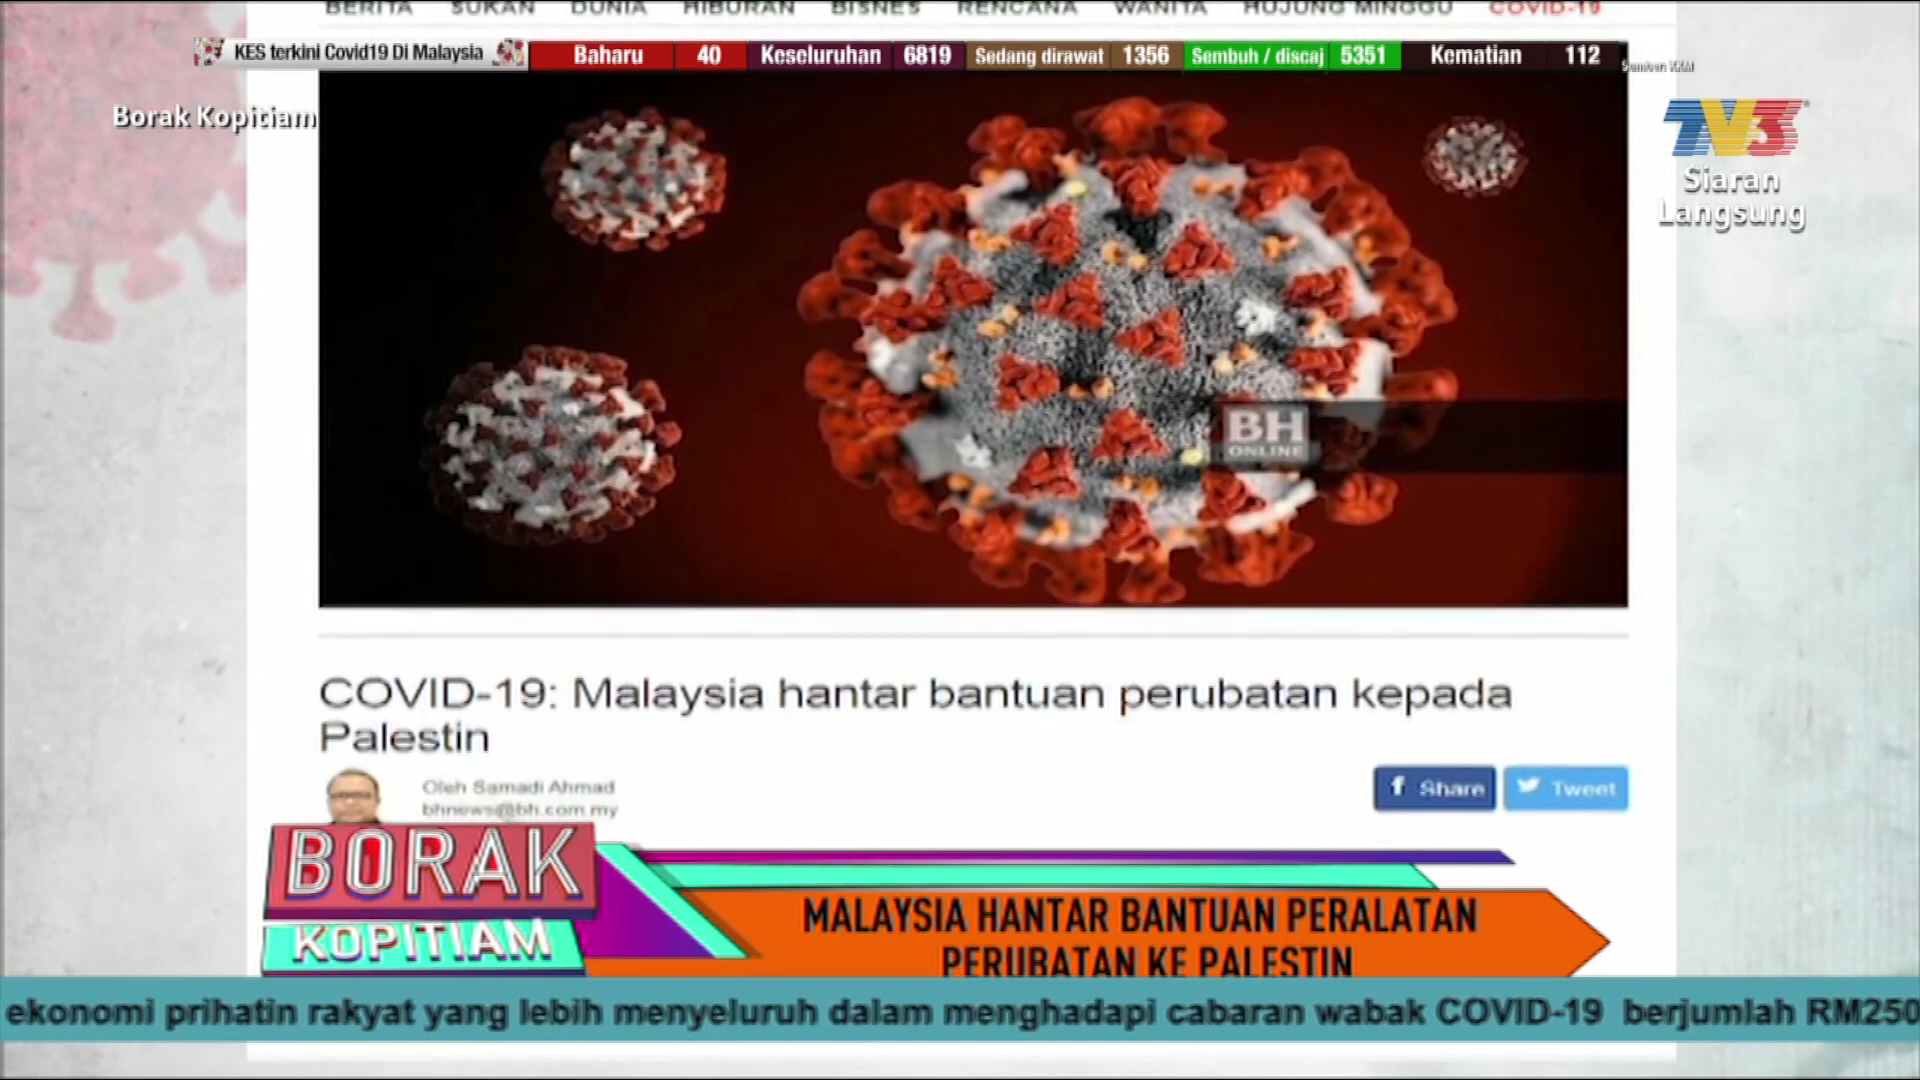 BERITA SUKAN DUNIA HIBURAN BISNES RENCANA WANITA HUJUNG MINGGU COVID-19
KES terkini Covid19 Di Malaysia Baharu 40 Keseluruhan 6819 Sedang dirawat 1356 Sembuh / discaj 5351 Kematian 112
Sumber: KKM
Borak Kopitiam
TV3
Siaran
Langsung
BH
ONLINE
COVID-19: Malaysia hantar bantuan perubatan kepada
Palestin
Oleh Samadi Ahmad
bhnews@bh.com.my
f Share
Tweet
BORAK
KOPITIAM
MALAYSIA HANTAR BANTUAN PERALATAN
PERUBATAN KE PALESTIN
ekonomi prihatin rakyat yang lebih menyeluruh dalam menghadapi cabaran wabak COVID-19 berjumlah RM250